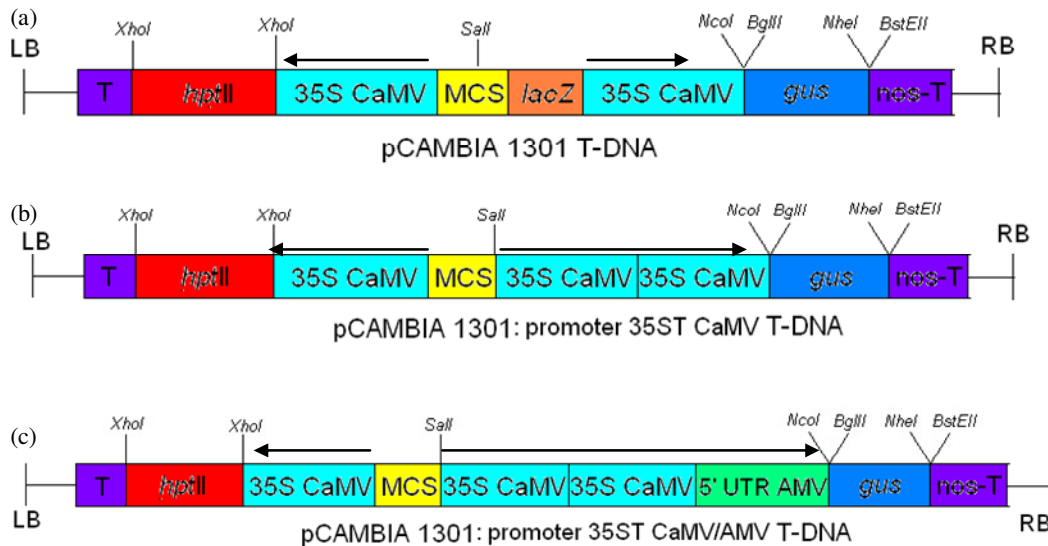 (a)
XhoI XhoI SalI NcoI BglII NheI BstEII
LB RB
T hptII 35S CaMV MCS lacZ 35S CaMV gus nos-T
pCAMBIA 1301 T-DNA
(b)
XhoI XhoI SalI NcoI BglII NheI BstEII
LB RB
T hptII 35S CaMV MCS 35S CaMV 35S CaMV gus nos-T
pCAMBIA 1301: promoter 35ST CaMV T-DNA
(c)
XhoI XhoI SalI NcoI BglII NheI BstEII
T hptII 35S CaMV MCS 35S CaMV 35S CaMV 5' UTR AMV gus nos-T
LB RB
pCAMBIA 1301: promoter 35ST CaMV/AMV T-DNA